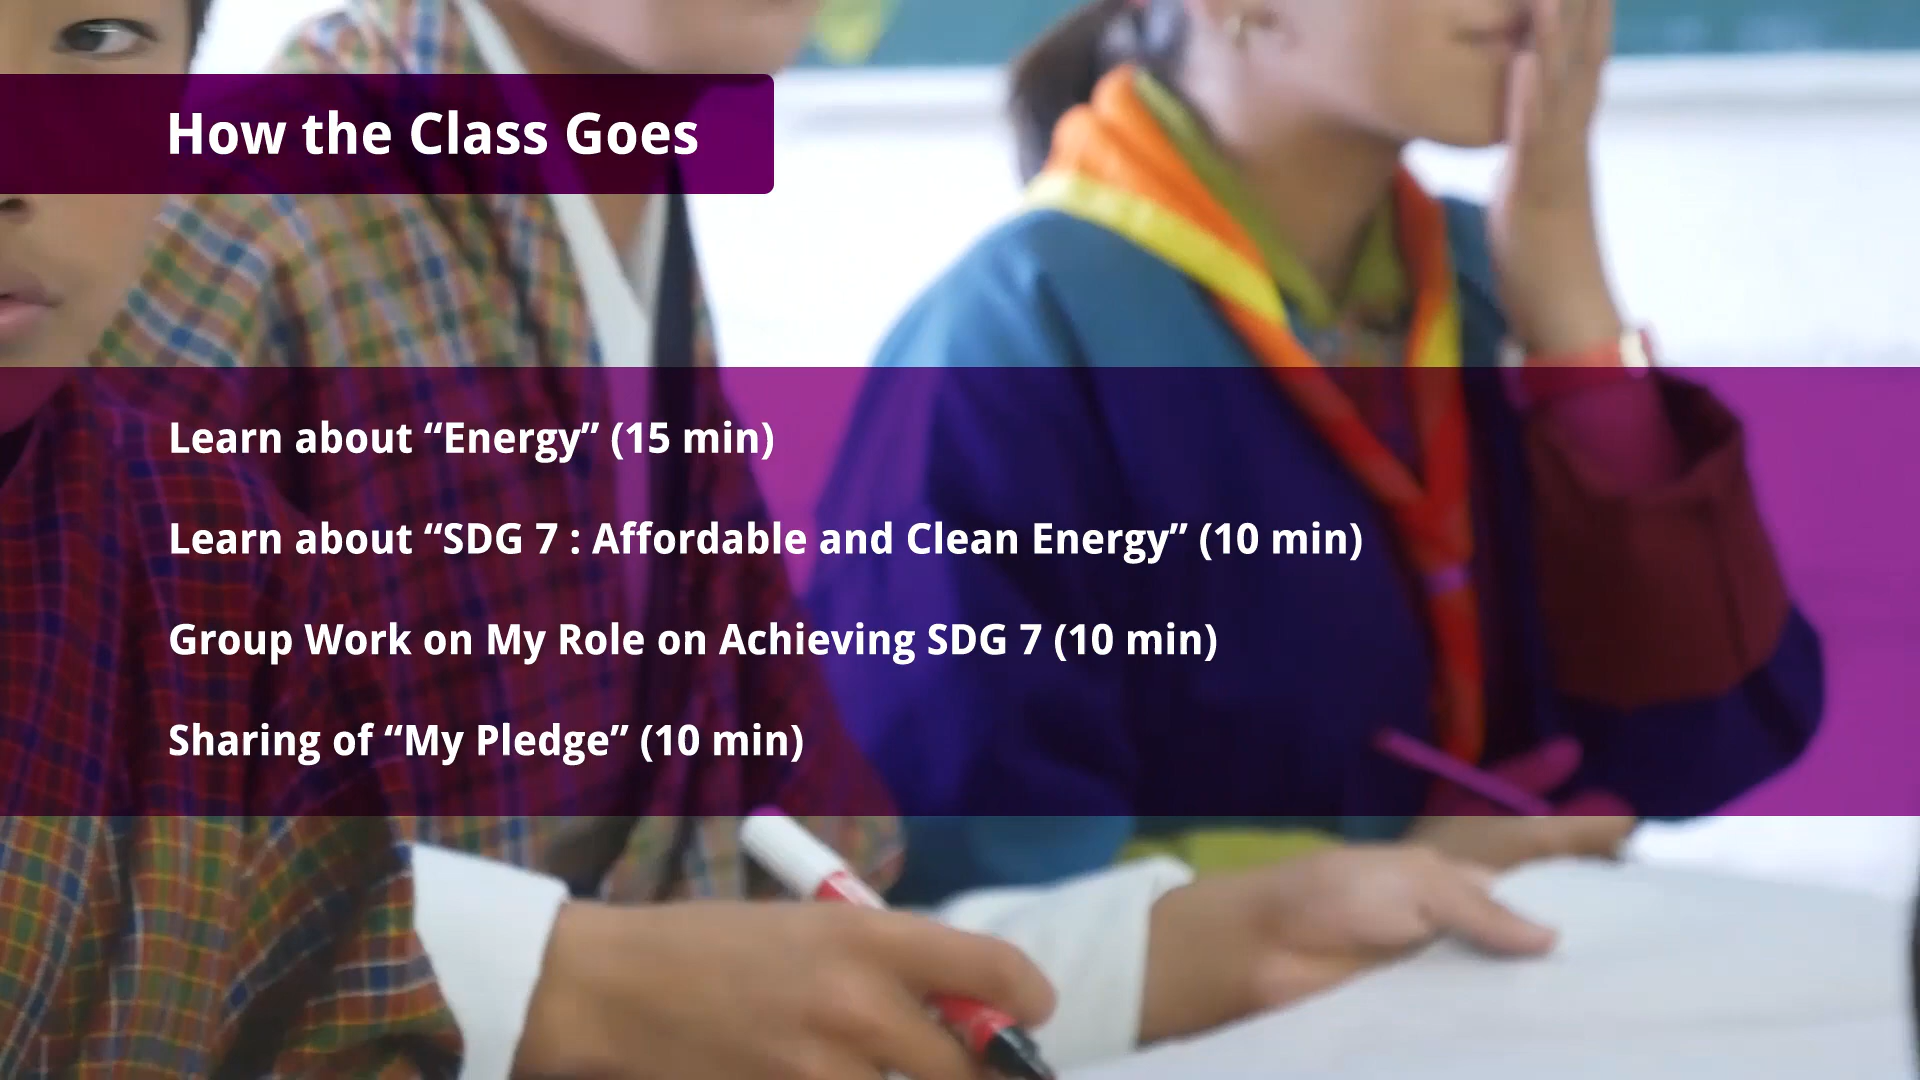 How the Class Goes
Learn about “Energy” (15 min)
Learn about “SDG 7 : Affordable and Clean Energy” (10 min)
Group Work on My Role on Achieving SDG 7 (10 min)
Sharing of “My Pledge” (10 min)